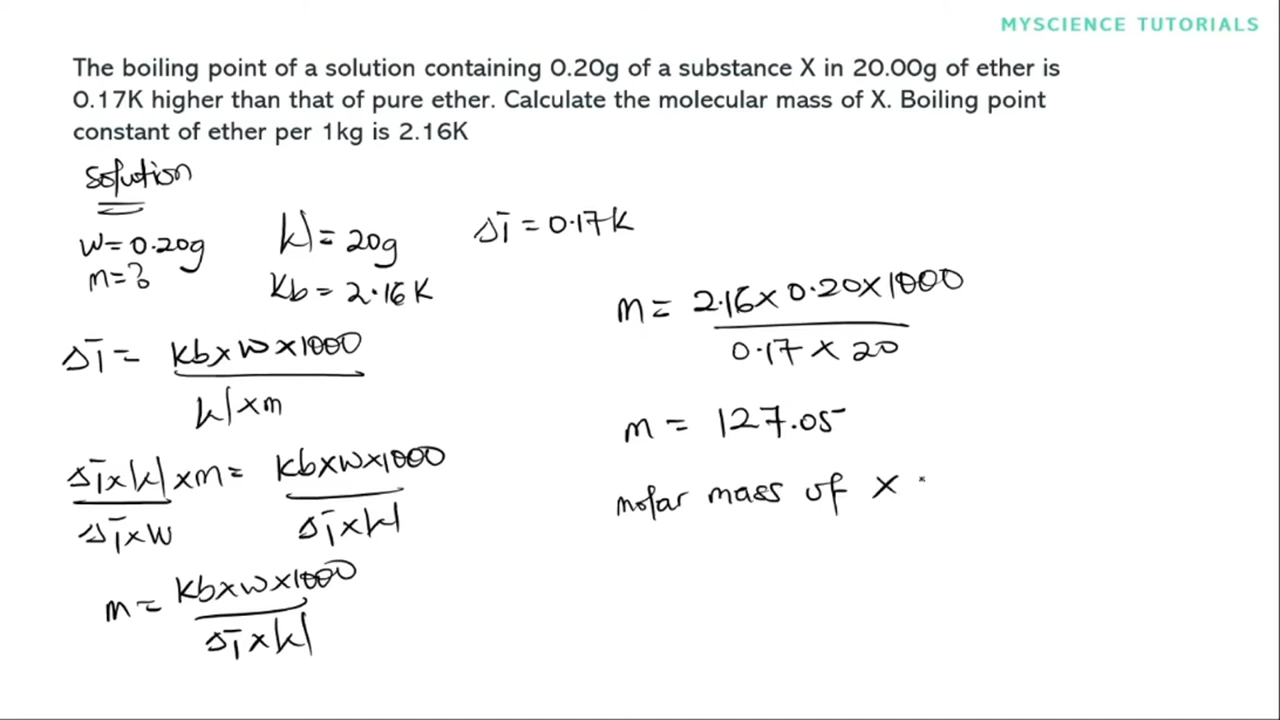 MYSCIENCE TUTORIALS
The boiling point of a solution containing 0.20g of a substance X in 20.00g of ether is
0.17K higher than that of pure ether. Calculate the molecular mass of X. Boiling point
constant of ether per 1kg is 2.16K
Solution
w = 0.20g
m = ?
W = 20g
Kb = 2.16K
ΔT = 0.17K
ΔT = Kb x w x 1000
W x m
ΔT x W x m = Kb x w x 1000
ΔT x W ΔT x W
m = Kb x w x 1000
ΔT x W
m = 2.16 x 0.20 x 1000
0.17 x 20
m = 127.05
molar mass of X